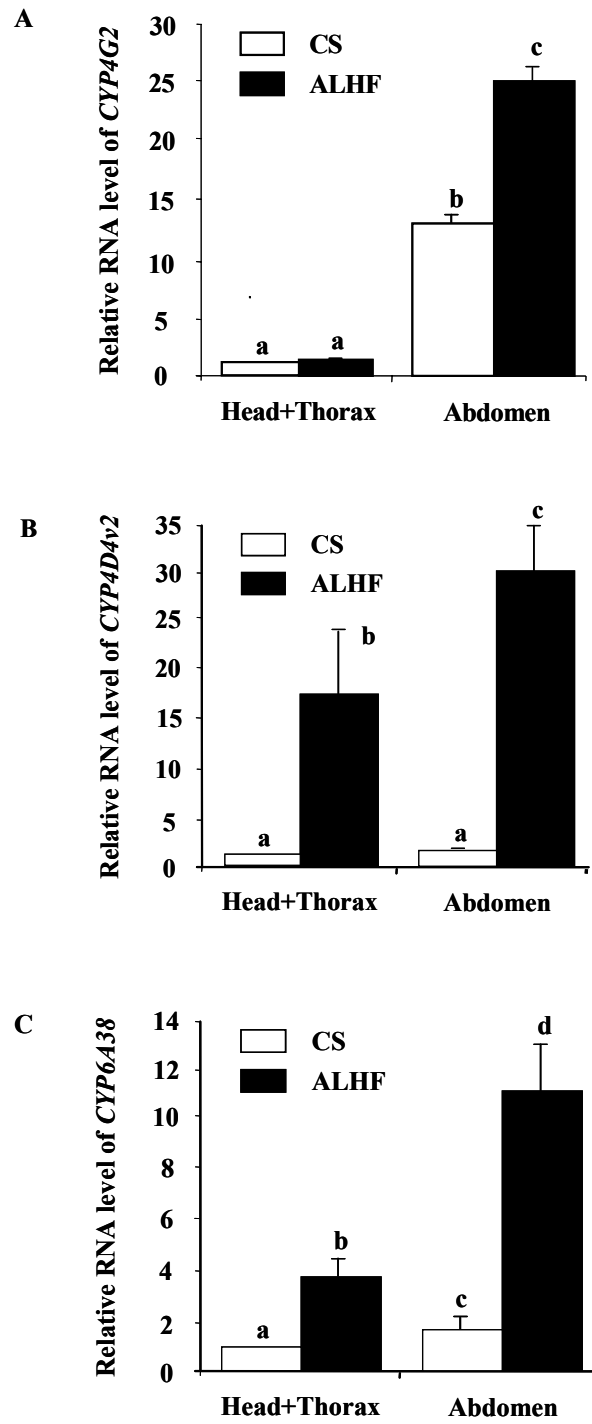 A
Relative RNA level of CYP4G2
30
25
20
15
10
5
0
CS
ALHF
a
a
b
c
Head+Thorax
Abdomen
B
Relative RNA level of CYP4D4v2
35
30
25
20
15
10
5
0
CS
ALHF
a
b
a
c
Head+Thorax
Abdomen
C
Relative RNA level of CYP6A38
14
12
10
8
6
4
2
0
CS
ALHF
a
b
c
d
Head+Thorax
Abdomen